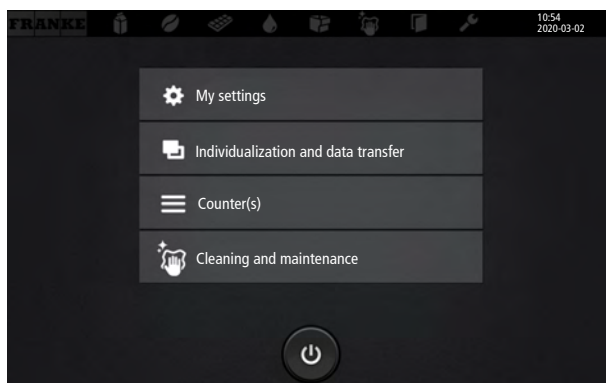 FRANKE
10:54
2020-03-02
My settings
Individualization and data transfer
Counter(s)
Cleaning and maintenance